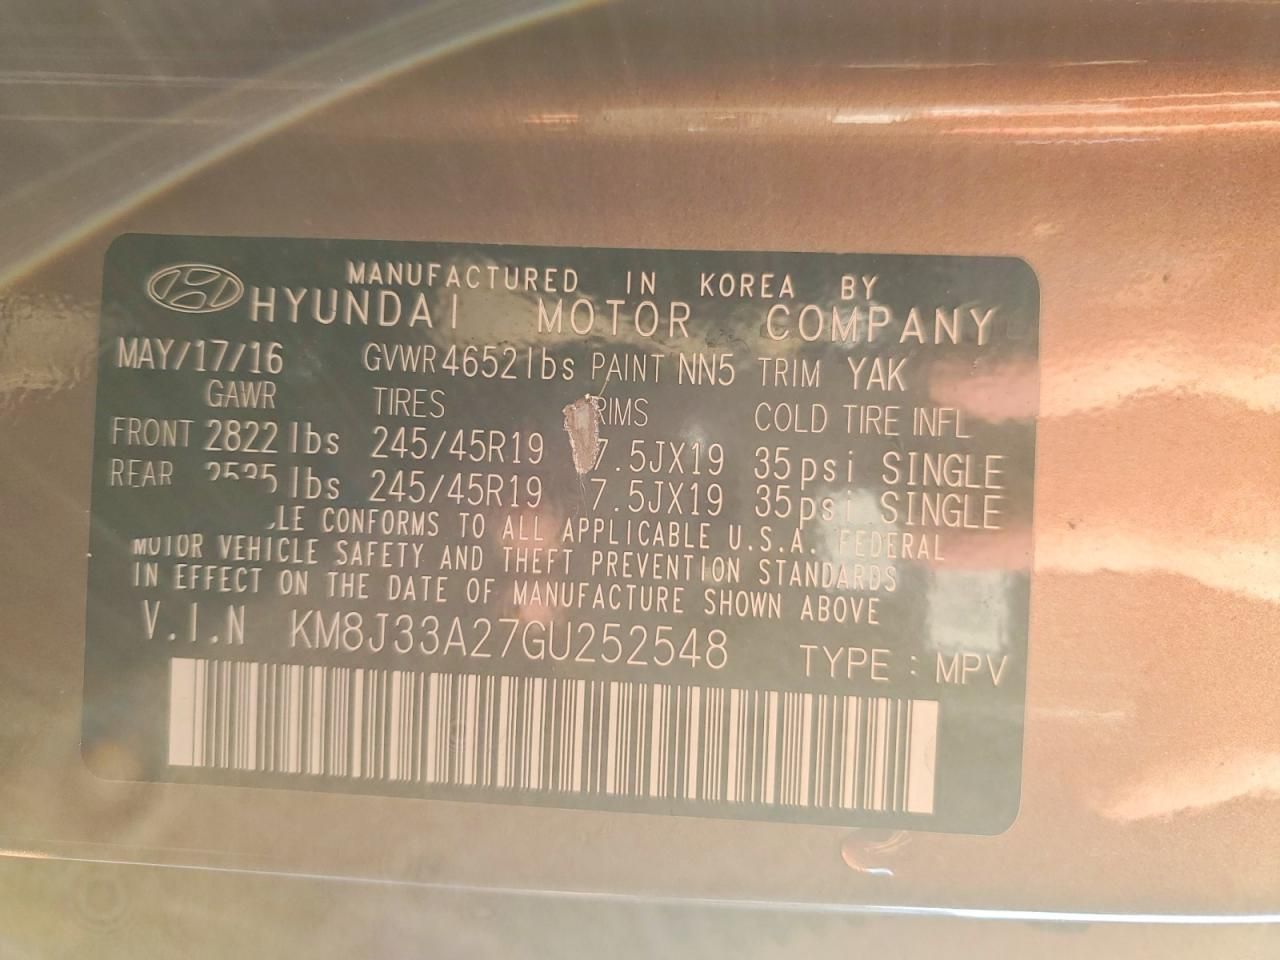 MANUFACTURED IN KOREA BY
HYUNDAI MOTOR COMPANY
MAY/17/16 GVWR 4652lbs PAINT NN5 TRIM YAK
GAWR TIRES RIMS COLD TIRE INFL
FRONT 2822 lbs 245/45R19 7.5JX19 35psi SINGLE
REAR lbs 245/45R19 7.5JX19 35psi SINGLE
CONFORMS TO ALL APPLICABLE U.S.A. FEDERAL
MOTOR VEHICLE SAFETY AND THEFT PREVENTION STANDARDS
IN EFFECT ON THE DATE OF MANUFACTURE SHOWN ABOVE
V.I.N KM8J33A27GU252548 TYPE : MPV